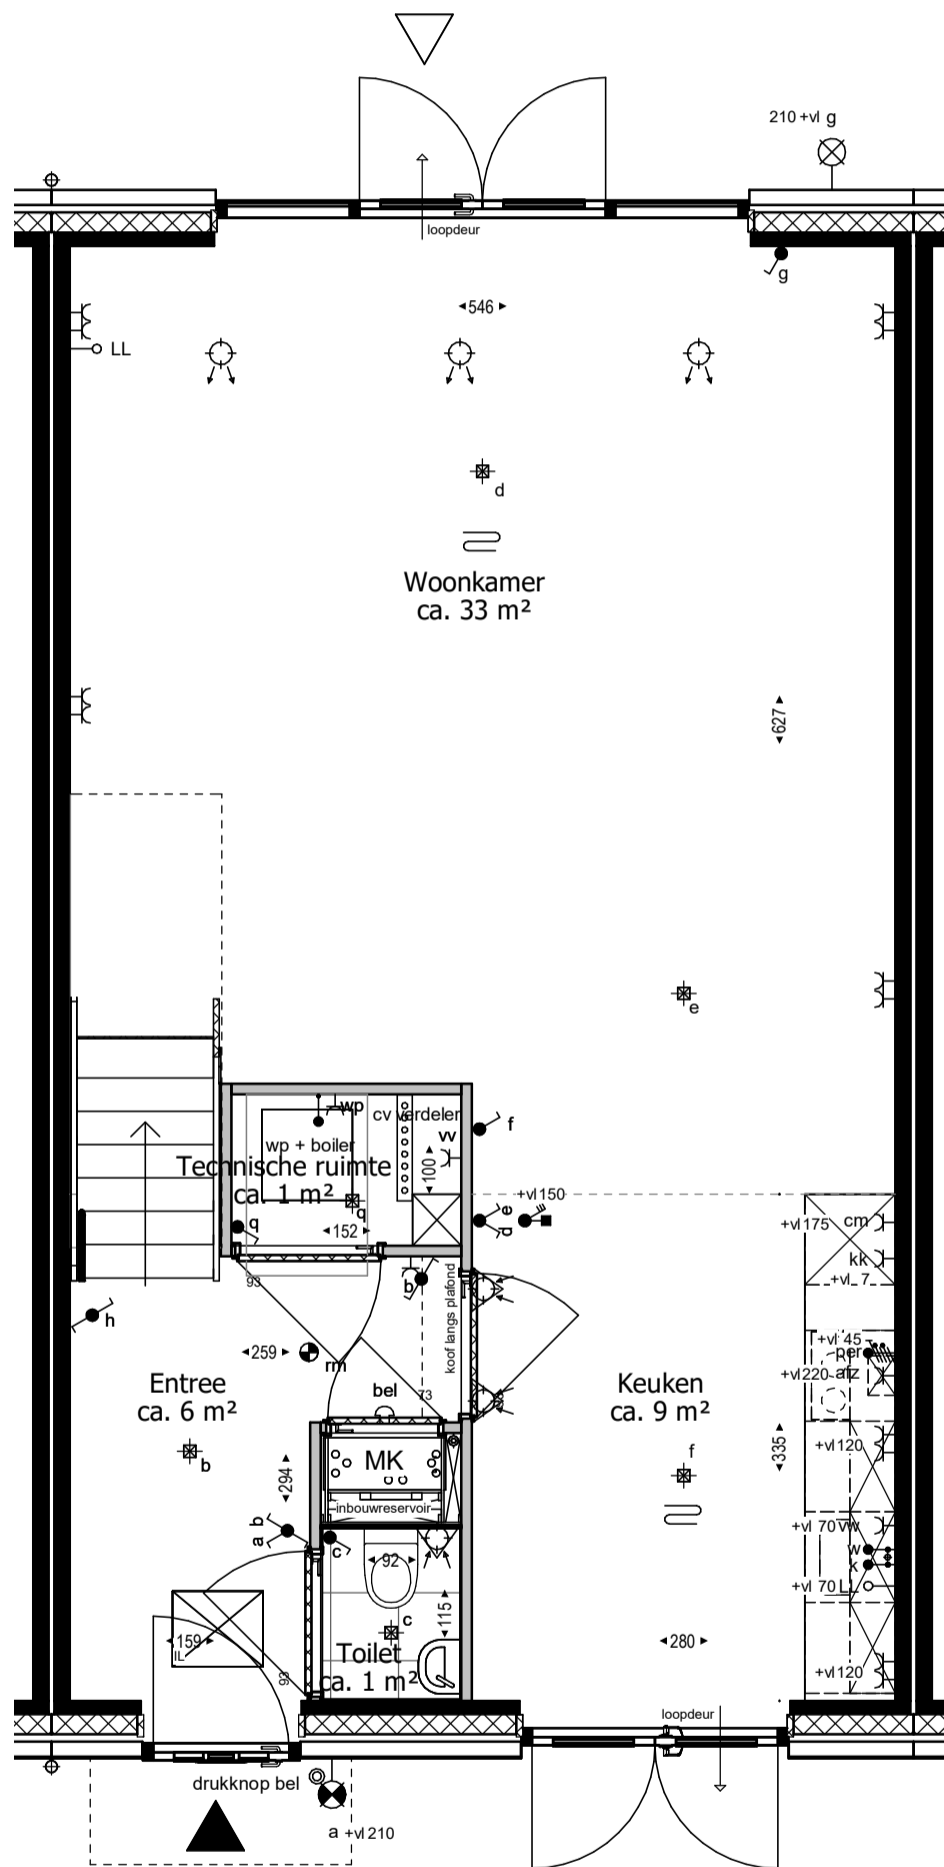 210 +vl g
loopdeur
g
546
LL
d
Woonkamer
ca. 33 m²
627
e
wp
cv verdeler
f
wp + boiler
vv
Technische ruimte
100
ca. 1 m²
q
+vl 150
q
152
e
d
+vl 175
cm
kk
+vl 7
93
b
koof langs plafond
h
+vl 45
259
rm
per
+vl 220
afz
Entree
ca. 6 m²
bel
73
Keuken
ca. 9 m²
335
+vl 120
b
MK
f
294
inbouwreservoir
a b
c
+vl 70 vw
w
k
92
+vl 70 LL
115
c
159
IL
Toilet
ca. 1 m²
280
93
+vl 120
loopdeur
drukknop bel
a +vl 210